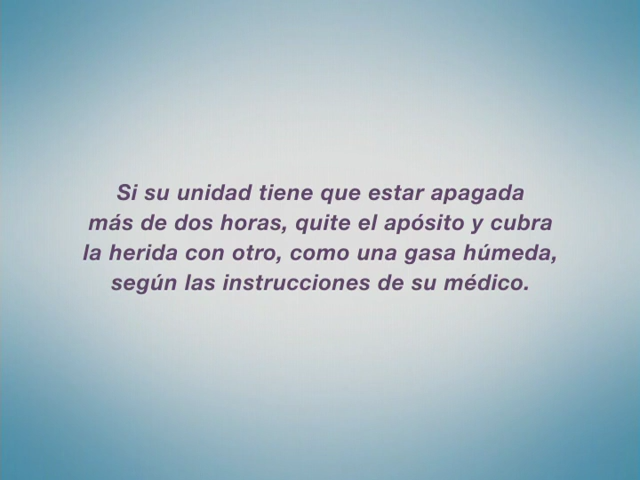 Si su unidad tiene que estar apagada
más de dos horas, quite el apósito y cubra
la herida con otro, como una gasa húmeda,
según las instrucciones de su médico.